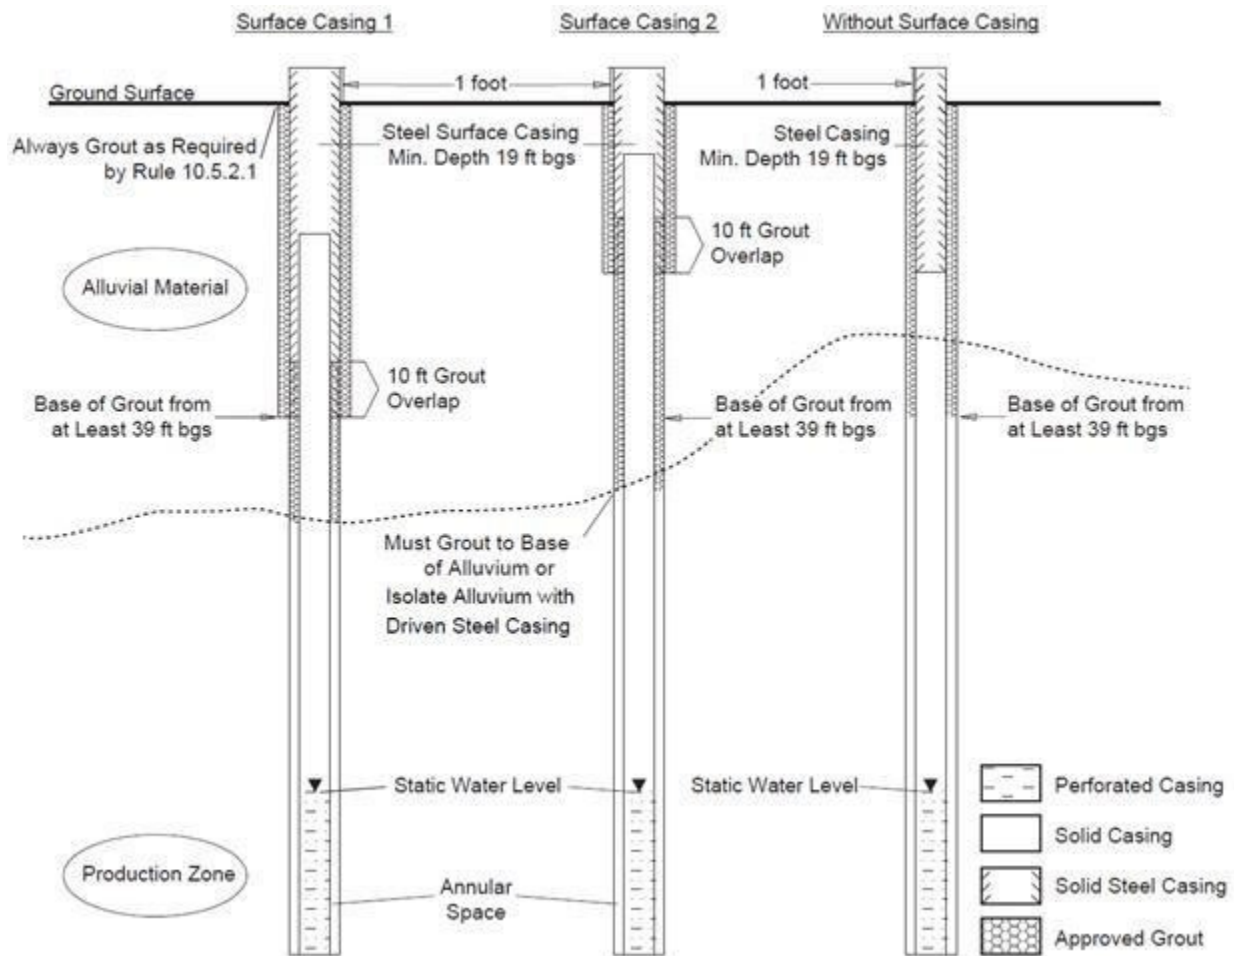 Surface Casing 1
Surface Casing 2
Without Surface Casing
1 foot
1 foot
Ground Surface
Always Grout as Required
by Rule 10.5.2.1
Steel Surface Casing
Min. Depth 19 ft bgs
Steel Casing
Min. Depth 19 ft bgs
10 ft Grout
Overlap
Alluvial Material
10 ft Grout
Overlap
Base of Grout from
at Least 39 ft bgs
Base of Grout from
at Least 39 ft bgs
Base of Grout from
at Least 39 ft bgs
Must Grout to Base
of Alluvium or
Isolate Alluvium with
Driven Steel Casing
Static Water Level
Static Water Level
Perforated Casing
Solid Casing
Production Zone
Annular
Space
Solid Steel Casing
Approved Grout